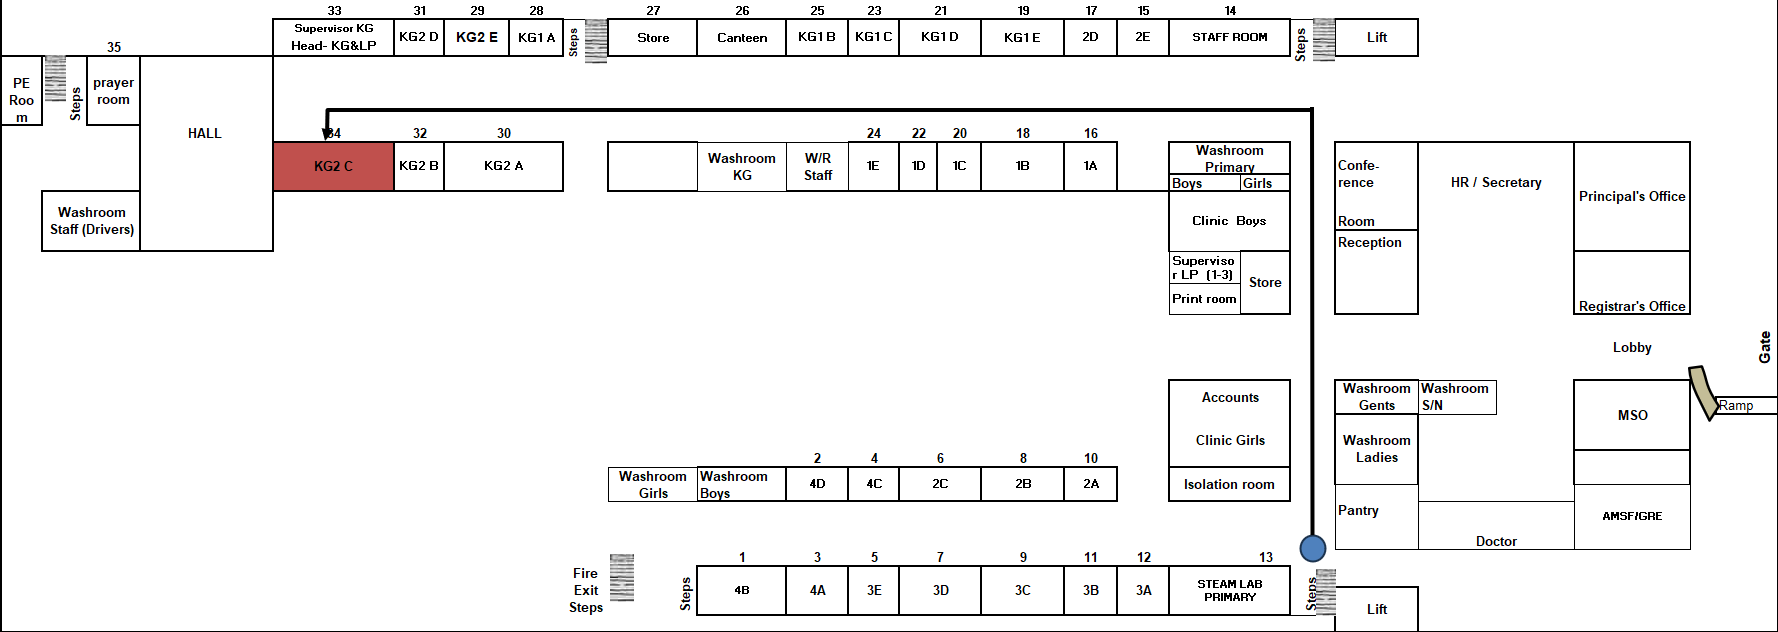 33 31 29 28 27 26 25 23 21 19 17 15 14
Supervisor KG
Head- KG&LP
KG2 D
KG2 E
KG1 A
Steps
Store
Canteen
KG1 B
KG1 C
KG1 D
KG1 E
2D
2E
STAFF ROOM
Steps
Lift
35
PE
Roo
m
Steps
prayer
room
HALL
34 32 30 24 22 20 18 16
KG2 C
KG2 B
KG2 A
Washroom
KG
W/R
Staff
1E
1D
1C
1B
1A
Washroom
Primary
Boys
Girls
Clinic Boys
Superviso
r LP (1-3)
Print room
Store
Washroom
Staff (Drivers)
Confe-
rence
Room
Reception
HR / Secretary
Principal's Office
Registrar's Office
Lobby
Gate
Ramp
Accounts
Clinic Girls
Isolation room
Washroom
Gents
Washroom
S/N
Washroom
Ladies
Pantry
Doctor
MSO
AMSF/GRE
2 4 6 8 10
Washroom
Girls
Washroom
Boys
4D
4C
2C
2B
2A
1 3 5 7 9 11 12 13
Fire
Exit
Steps
Steps
4B
4A
3E
3D
3C
3B
3A
STEAM LAB
PRIMARY
Steps
Lift